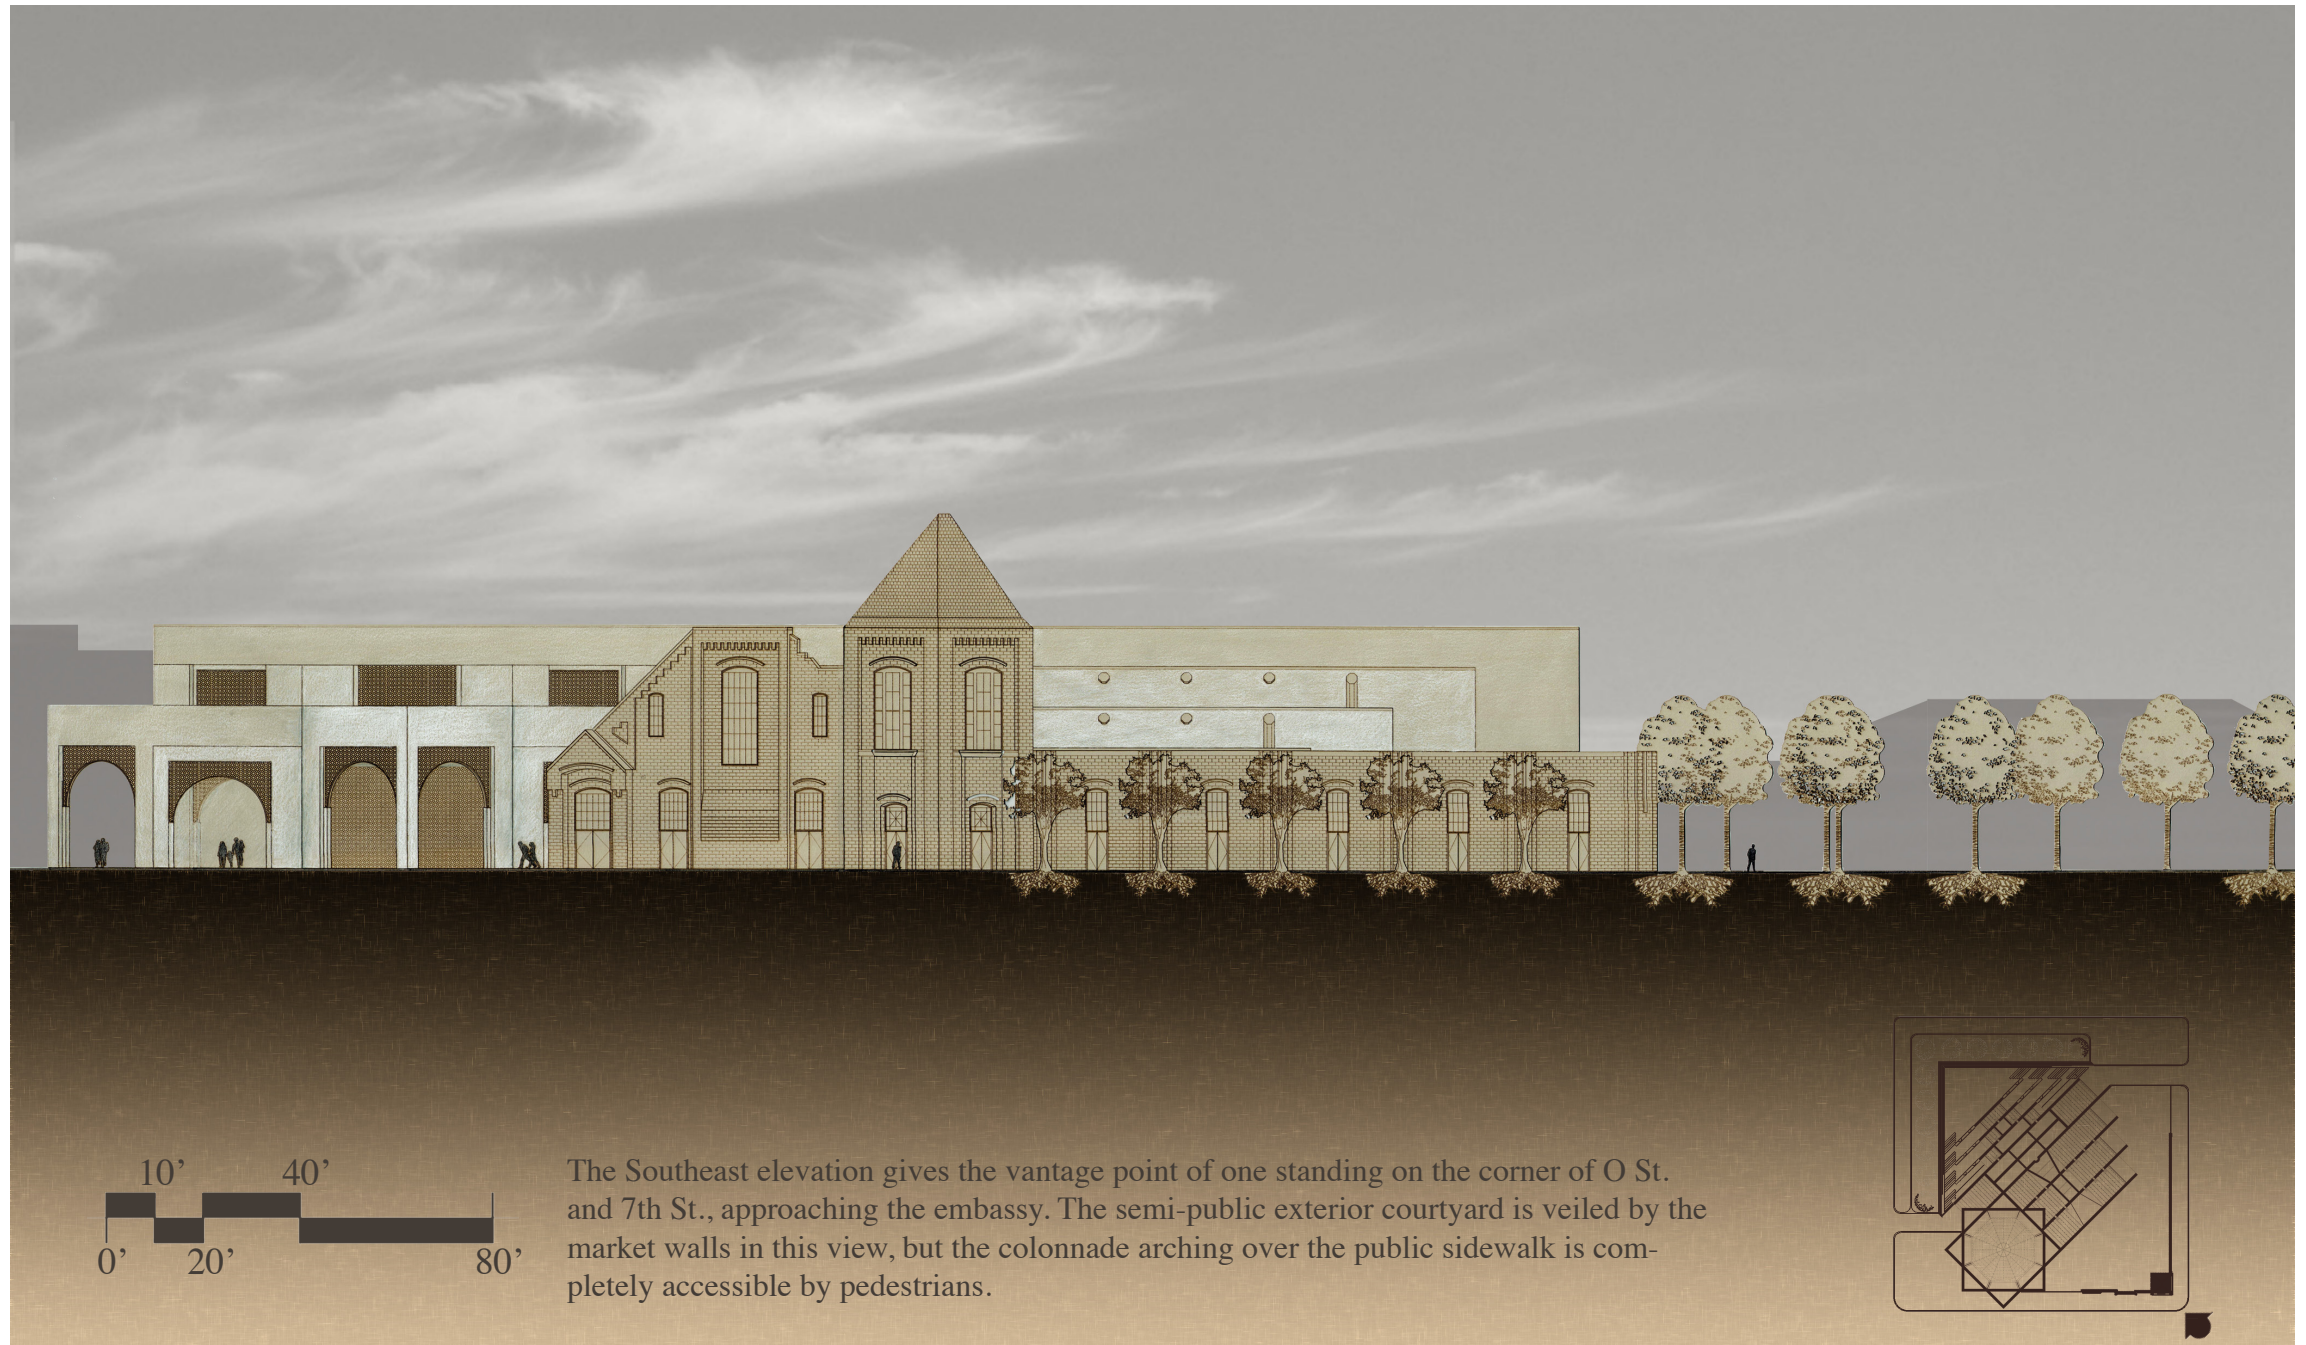 10’ 40’
0’ 20’ 80’
The Southeast elevation gives the vantage point of one standing on the corner of O St.
and 7th St., approaching the embassy. The semi-public exterior courtyard is veiled by the
market walls in this view, but the colonnade arching over the public sidewalk is com-
pletely accessible by pedestrians.